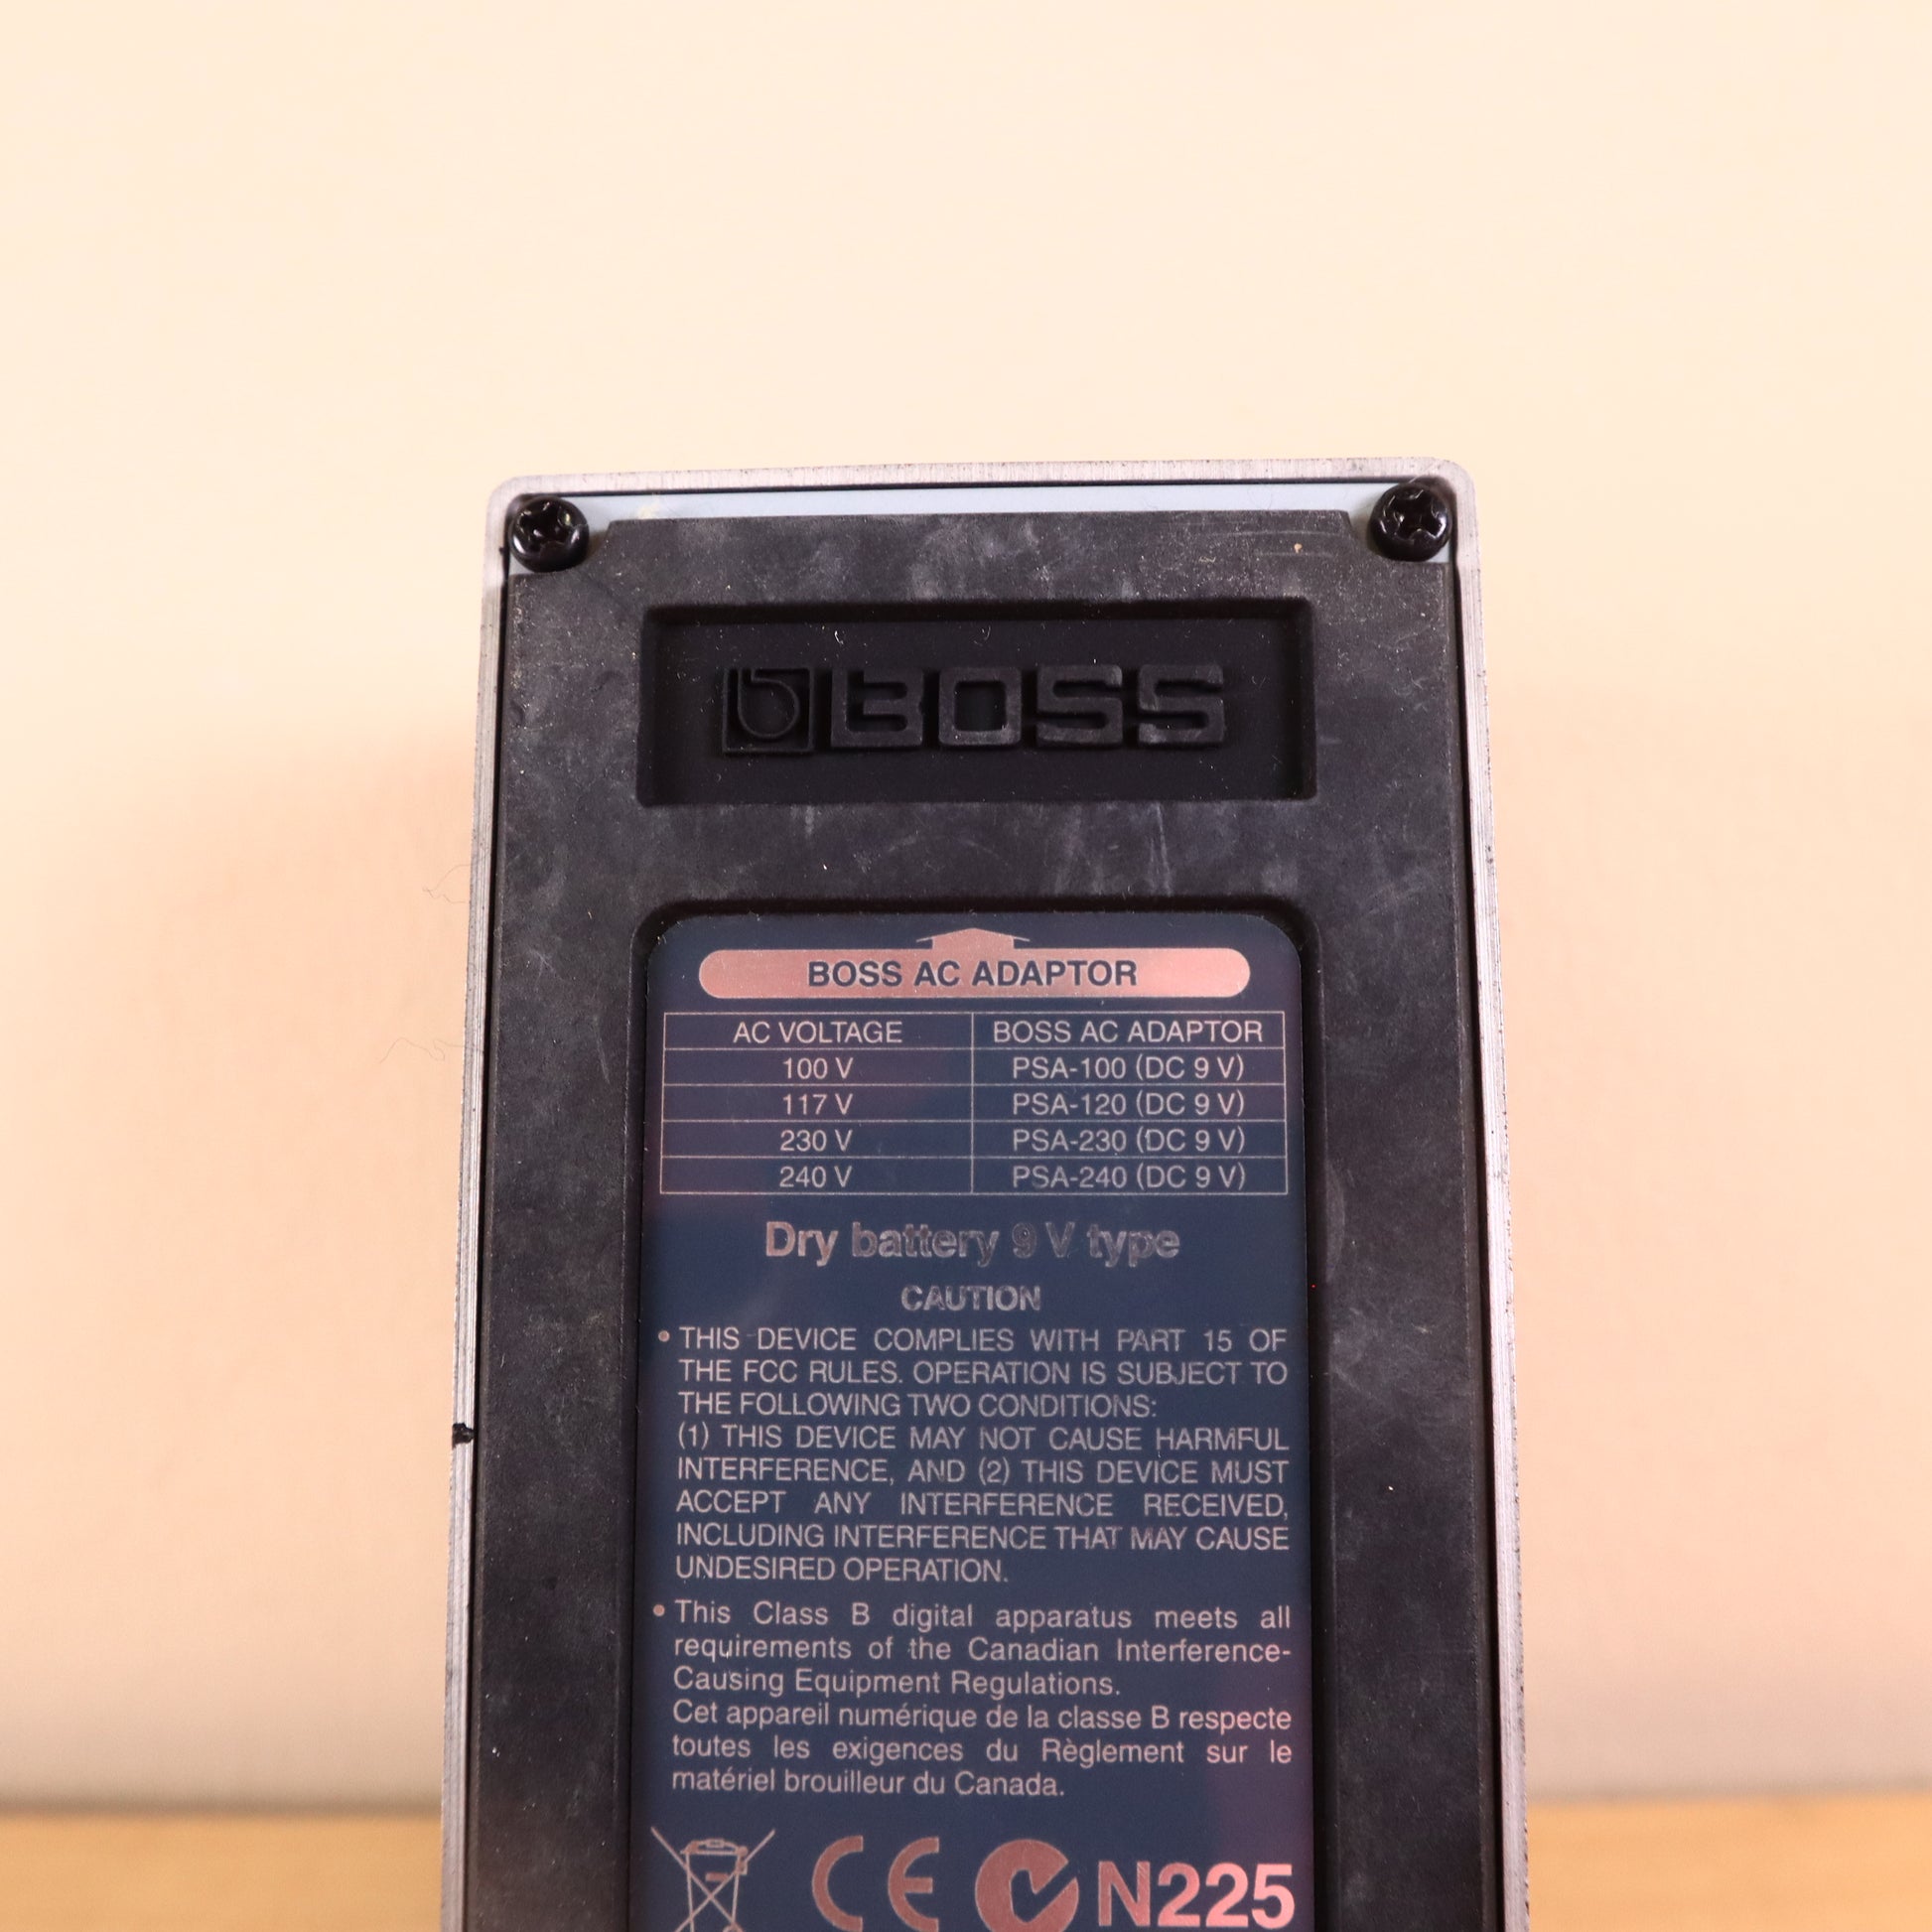 BOSS
BOSS AC ADAPTOR
AC VOLTAGE BOSS AC ADAPTOR
100 V PSA-100 (DC 9 V)
117 V PSA-120 (DC 9 V)
230 V PSA-230 (DC 9 V)
240 V PSA-240 (DC 9 V)
Dry battery 9 V type
CAUTION
• THIS DEVICE COMPLIES WITH PART 15 OF
THE FCC RULES. OPERATION IS SUBJECT TO
THE FOLLOWING TWO CONDITIONS:
(1) THIS DEVICE MAY NOT CAUSE HARMFUL
INTERFERENCE, AND (2) THIS DEVICE MUST
ACCEPT ANY INTERFERENCE RECEIVED,
INCLUDING INTERFERENCE THAT MAY CAUSE
UNDESIRED OPERATION.
• This Class B digital apparatus meets all
requirements of the Canadian Interference-
Causing Equipment Regulations.
Cet appareil numérique de la classe B respecte
toutes les exigences du Règlement sur le
matériel brouilleur du Canada.
CE N225